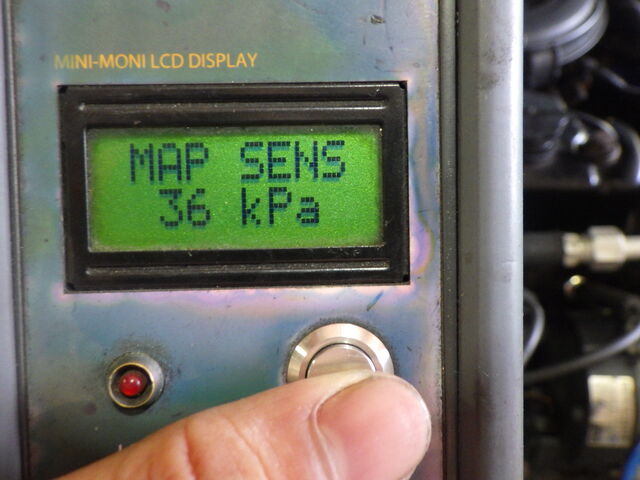 MINI-MONI LCD DISPLAY
MAP SENS
36 kPa